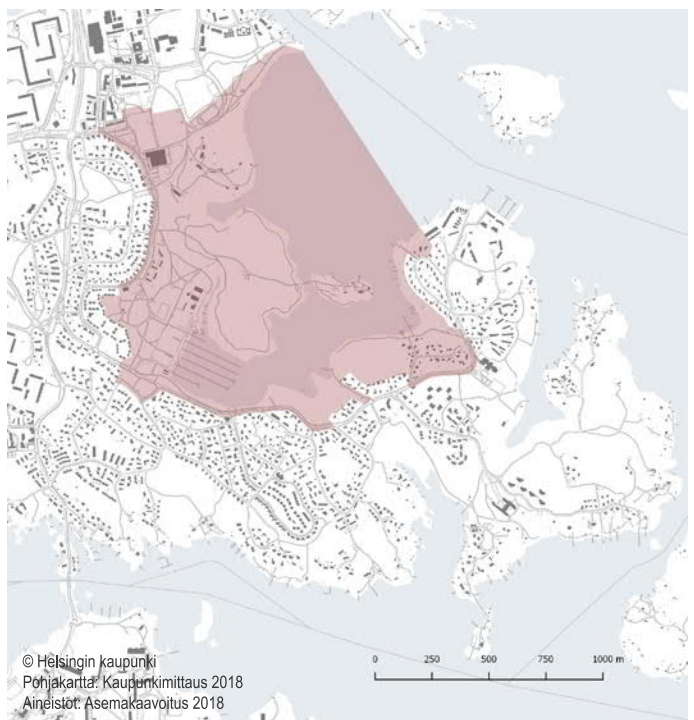 © Helsingin kaupunki
Pohjakartta: Kaupunkimittaus 2018
Aineistot: Asemakaavoitus 2018
0 250 500 750 1000 m